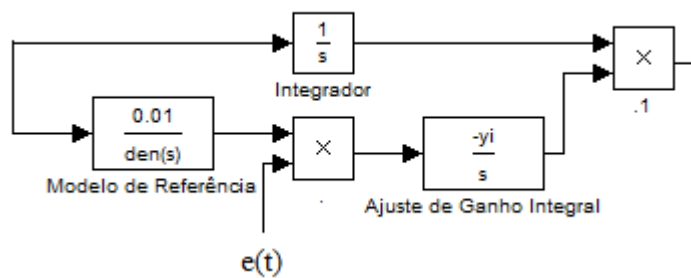 1
s
Integrador
×
.1
0.01
den(s)
Modelo de Referência
×
.
-yi
s
Ajuste de Ganho Integral
e(t)